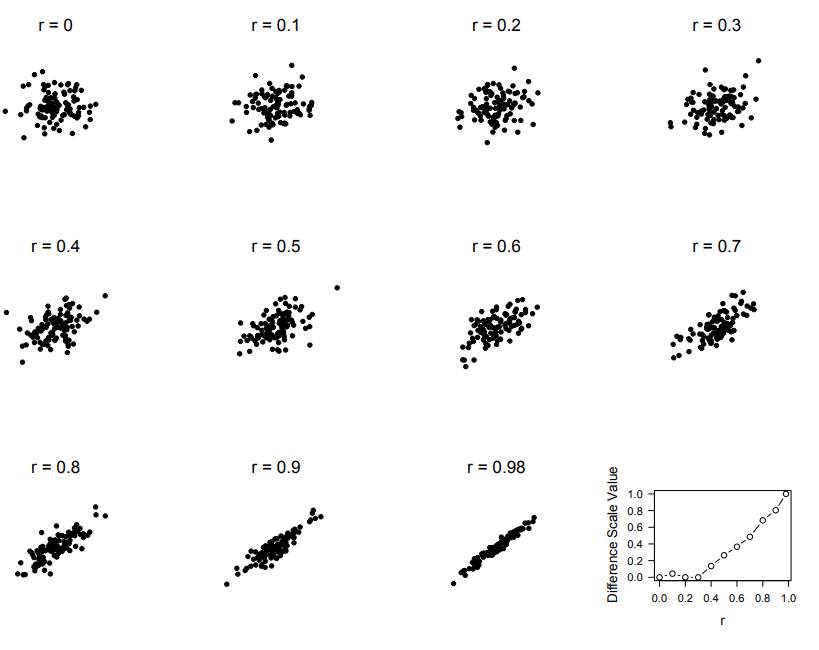 r = 0
r = 0.1
r = 0.2
r = 0.3
r = 0.4
r = 0.5
r = 0.6
r = 0.7
r = 0.8
r = 0.9
r = 0.98
Difference Scale Value
1.0
0.8
0.6
0.4
0.2
0.0
0.0 0.2 0.4 0.6 0.8 1.0
r